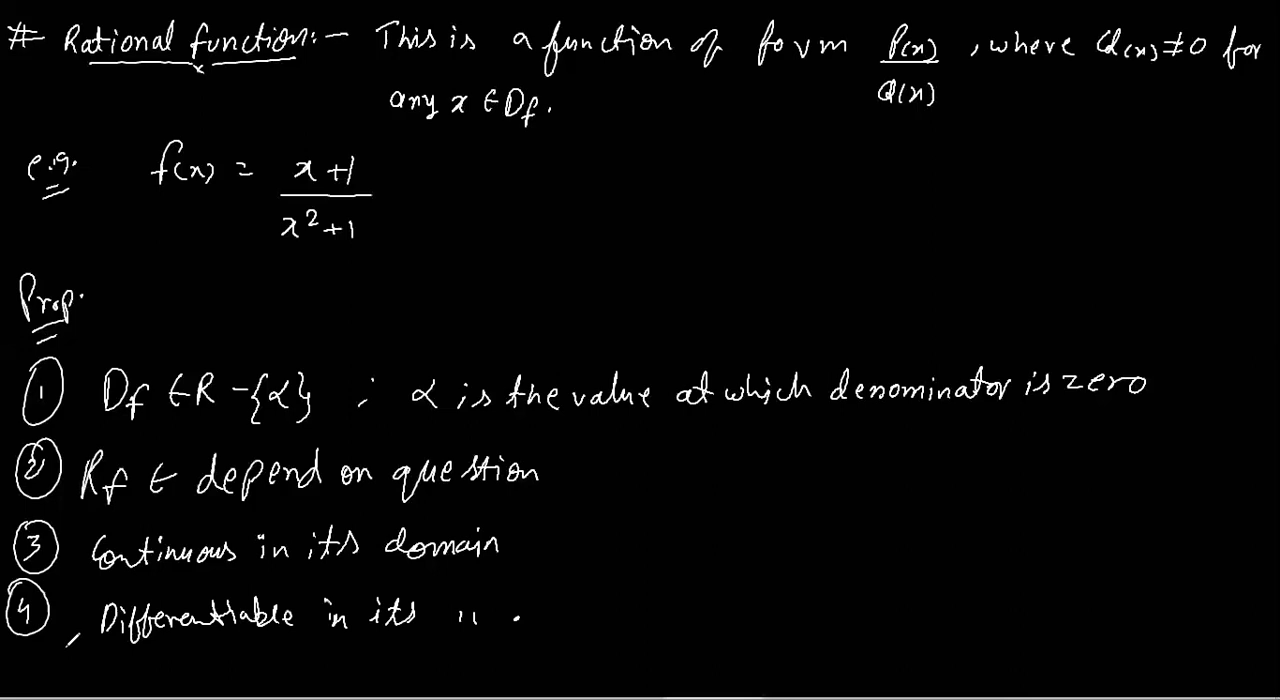 # Rational function:- This is a function of form P(x)/Q(x), where Q(x)≠0 for
any x ∈ Df.
e.g. f(x) = (x+1)/(x²+1)
Prop.
① Df ∈ R - {α} ; α is the value at which denominator is zero
② Rf ∈ depend on question
③ Continuous in its domain
④ Differentiable in its " .